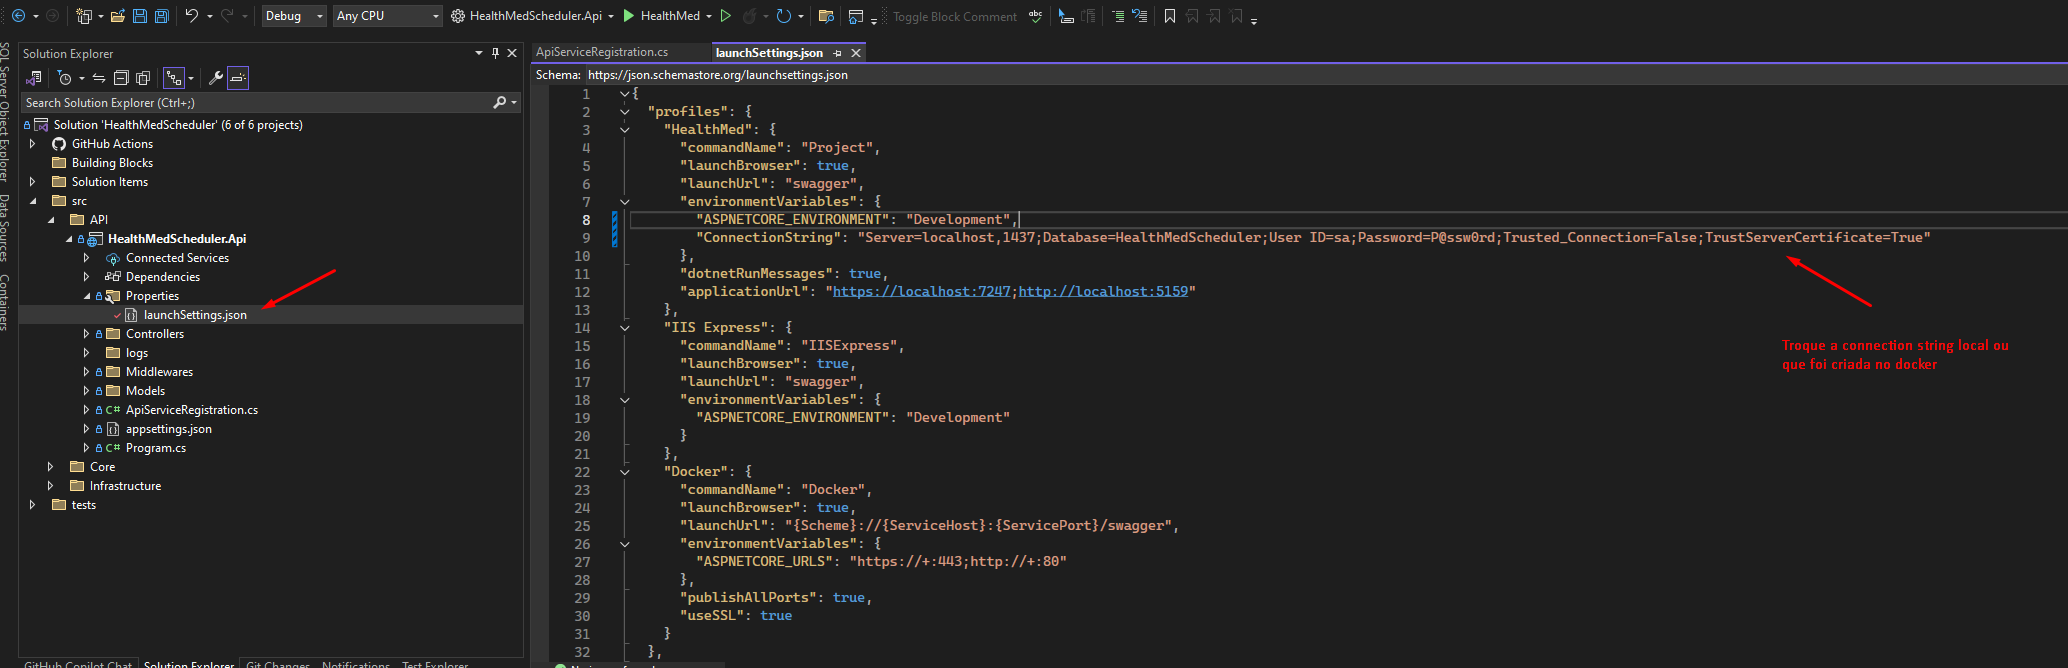 Debug
Any CPU
HealthMedScheduler.Api
HealthMed
Toggle Block Comment
SQL Server Object Explorer
Data Sources
Containers
Solution Explorer
Search Solution Explorer (Ctrl+;)
Solution 'HealthMedScheduler' (6 of 6 projects)
GitHub Actions
Building Blocks
Solution Items
src
API
HealthMedScheduler.Api
Connected Services
Dependencies
Properties
launchSettings.json
Controllers
logs
Middlewares
Models
C# ApiServiceRegistration.cs
appsettings.json
C# Program.cs
Core
Infrastructure
tests
GitHub Copilot Chat
Solution Explorer
Git Changes
Notifications
Test Explorer
ApiServiceRegistration.cs
launchSettings.json
Schema: https://json.schemastore.org/launchsettings.json
1 {
2 "profiles": {
3 "HealthMed": {
4 "commandName": "Project",
5 "launchBrowser": true,
6 "launchUrl": "swagger",
7 "environmentVariables": {
8 "ASPNETCORE_ENVIRONMENT": "Development",
9 "ConnectionString": "Server=localhost,1437;Database=HealthMedScheduler;User ID=sa;Password=P@ssw0rd;Trusted_Connection=False;TrustServerCertificate=True"
10 },
11 "dotnetRunMessages": true,
12 "applicationUrl": "https://localhost:7247;http://localhost:5159"
13 },
14 "IIS Express": {
15 "commandName": "IISExpress",
16 "launchBrowser": true,
17 "launchUrl": "swagger",
18 "environmentVariables": {
19 "ASPNETCORE_ENVIRONMENT": "Development"
20 }
21 },
22 "Docker": {
23 "commandName": "Docker",
24 "launchBrowser": true,
25 "launchUrl": "{Scheme}://{ServiceHost}:{ServicePort}/swagger",
26 "environmentVariables": {
27 "ASPNETCORE_URLS": "https://+:443;http://+:80"
28 },
29 "publishAllPorts": true,
30 "useSSL": true
31 }
32 },
Troque a connection string local ou
que foi criada no docker